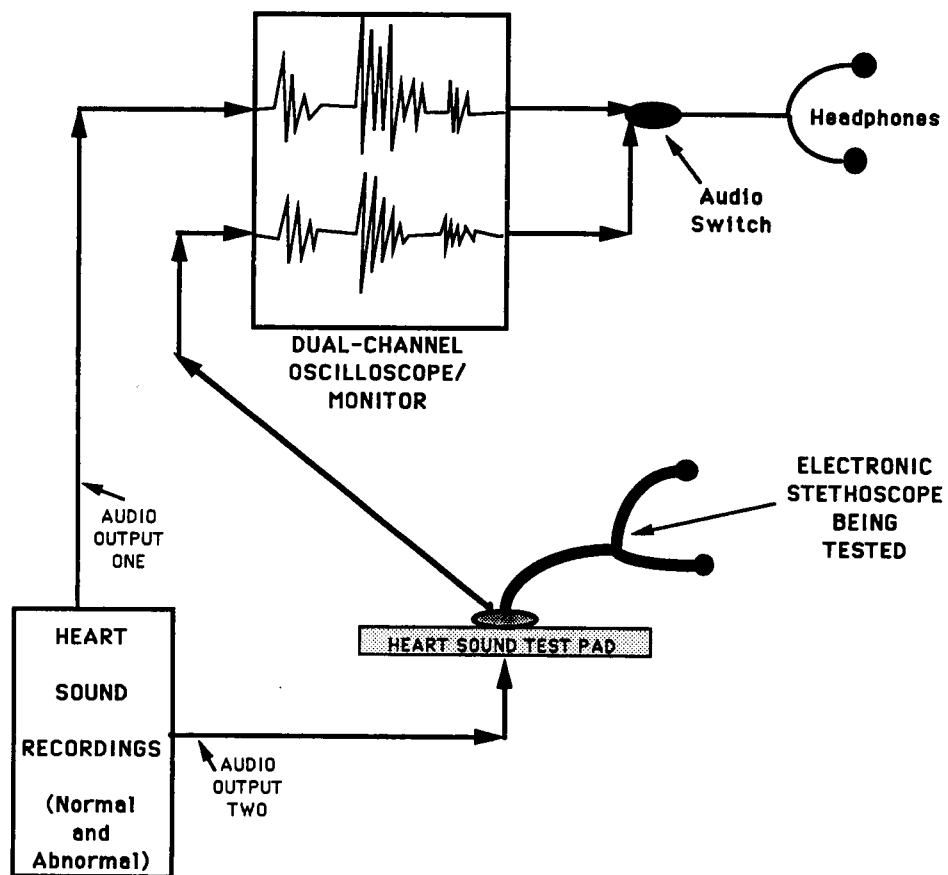 Headphones
Audio
Switch
DUAL-CHANNEL
OSCILLOSCOPE/
MONITOR
ELECTRONIC
STETHOSCOPE
BEING
TESTED
AUDIO
OUTPUT
ONE
HEART SOUND TEST PAD
HEART
SOUND
RECORDINGS
(Normal
and
Abnormal)
AUDIO
OUTPUT
TWO